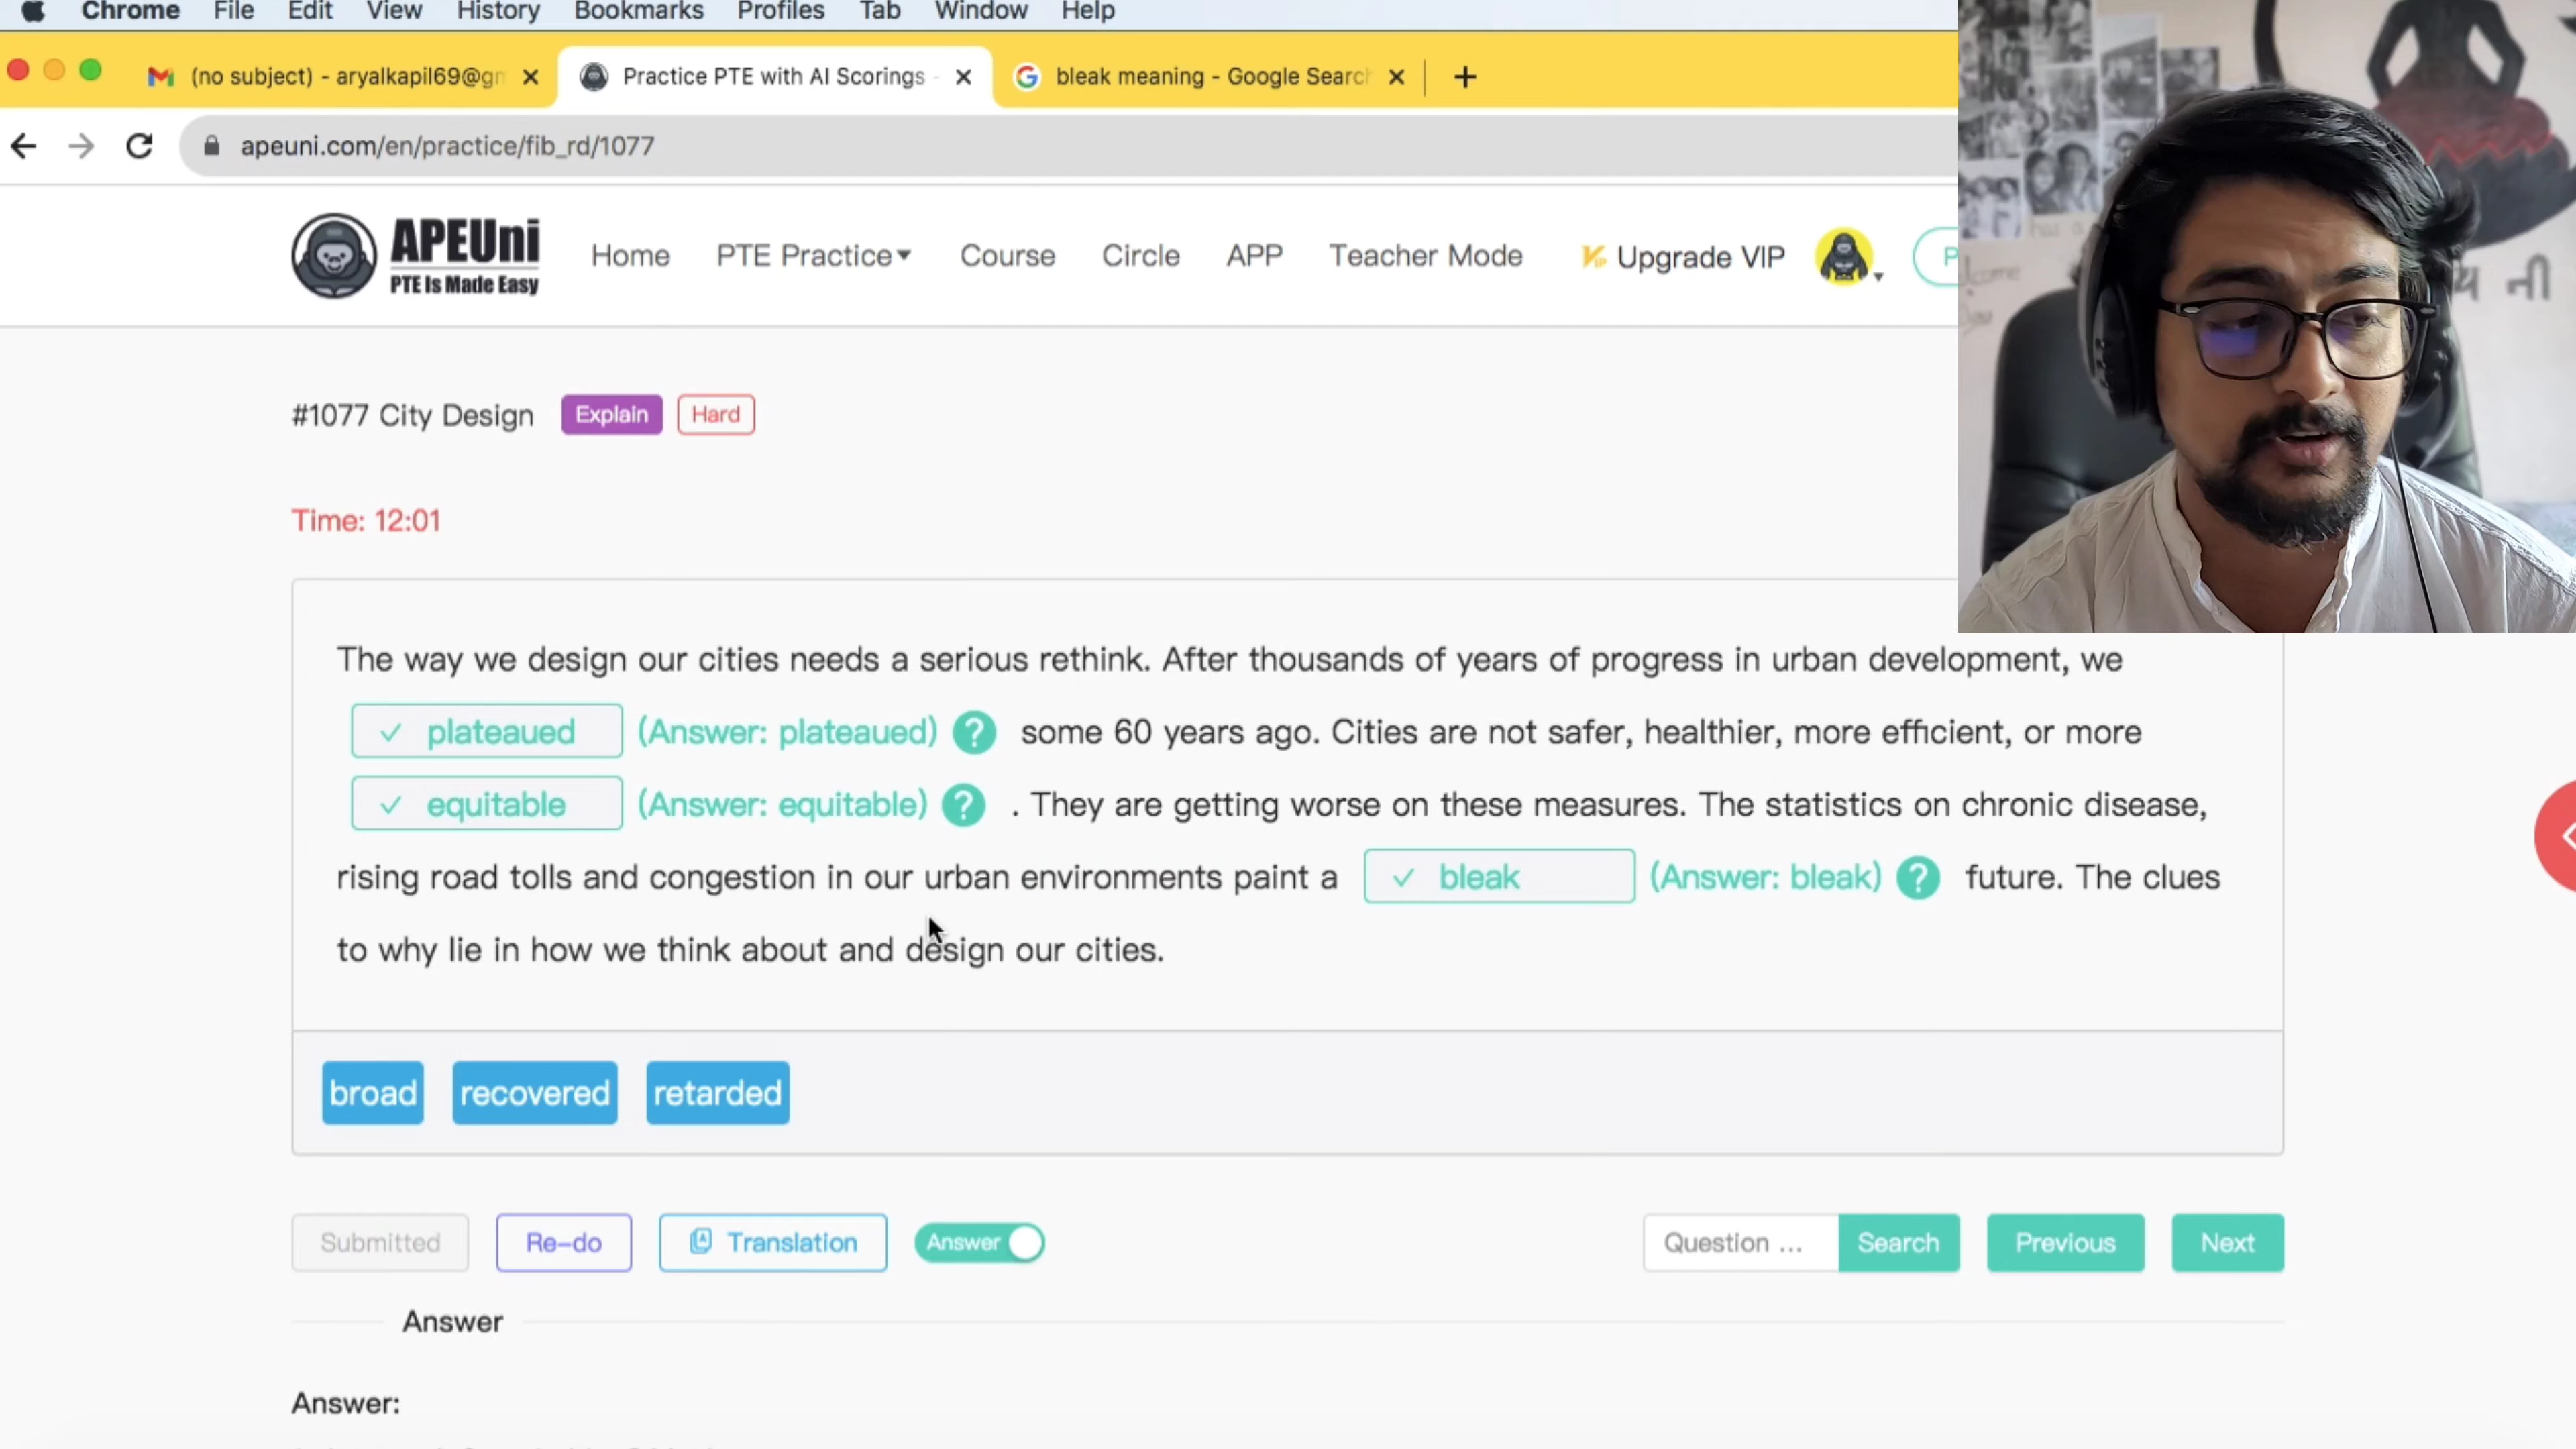 Chrome File Edit View History Bookmarks Profiles Tab Window Help
(no subject) - aryalkapil69@gm
Practice PTE with AI Scorings -
bleak meaning - Google Search
apeuni.com/en/practice/fib_rd/1077
APEUni
PTE Is Made Easy
Home PTE Practice Course Circle APP Teacher Mode Upgrade VIP P
#1077 City Design Explain Hard
Time: 12:01
The way we design our cities needs a serious rethink. After thousands of years of progress in urban development, we
✓ plateaued (Answer: plateaued) ? some 60 years ago. Cities are not safer, healthier, more efficient, or more
✓ equitable (Answer: equitable) ? . They are getting worse on these measures. The statistics on chronic disease,
rising road tolls and congestion in our urban environments paint a ✓ bleak (Answer: bleak) ? future. The clues
to why lie in how we think about and design our cities.
broad recovered retarded
Submitted Re-do Translation Answer Question ... Search Previous Next
Answer
Answer: